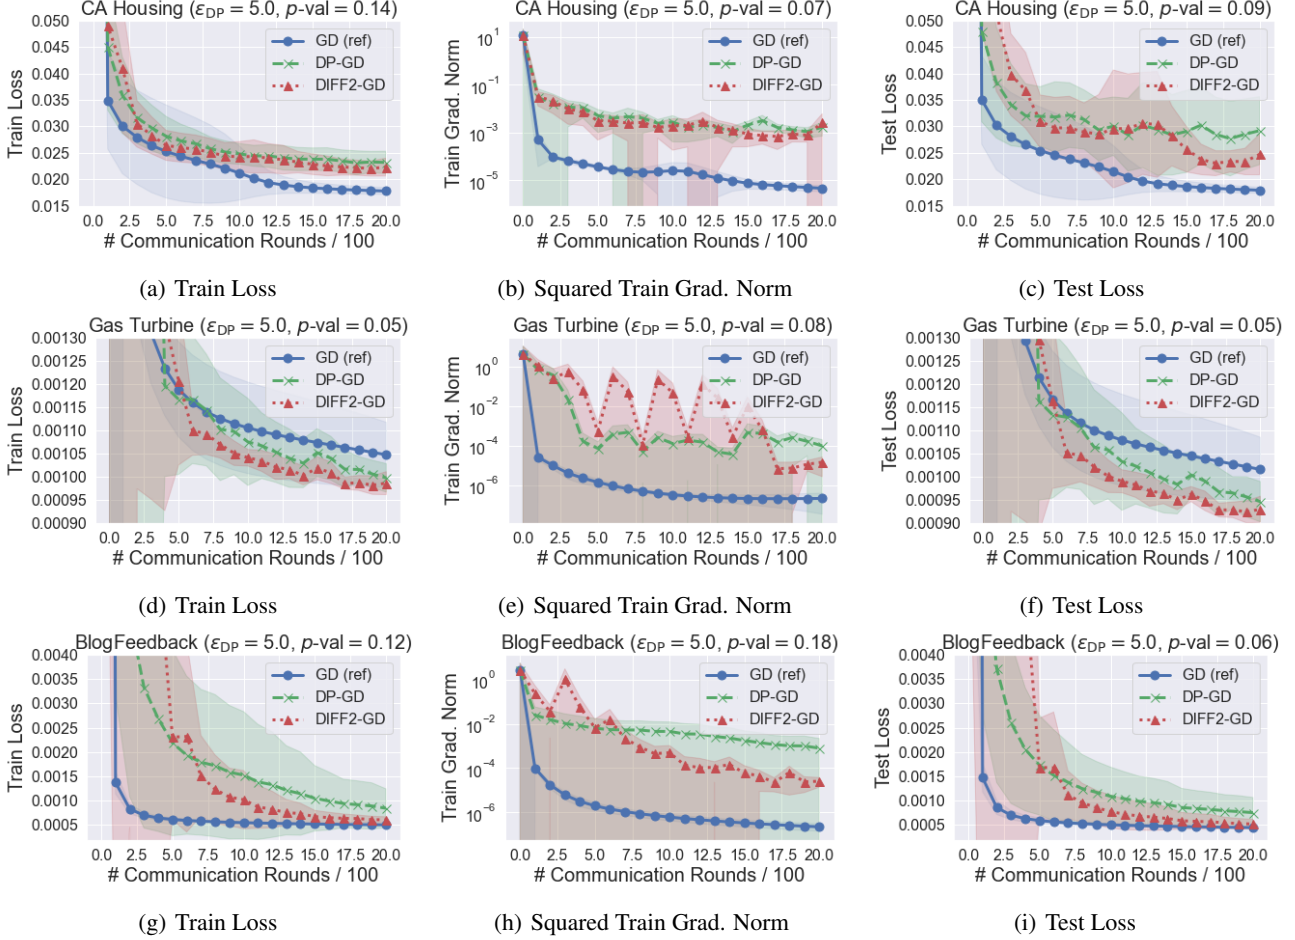 CA Housing (εDP = 5.0, p-val = 0.14)
0.050
0.045
0.040
0.035
0.030
0.025
0.020
0.015
Train Loss
GD (ref)
DP-GD
DIFF2-GD
0.0 2.5 5.0 7.5 10.0 12.5 15.0 17.5 20.0
# Communication Rounds / 100
(a) Train Loss
CA Housing (εDP = 5.0, p-val = 0.07)
10^1
10^-1
10^-3
10^-5
Train Grad. Norm
GD (ref)
DP-GD
DIFF2-GD
0.0 2.5 5.0 7.5 10.0 12.5 15.0 17.5 20.0
# Communication Rounds / 100
(b) Squared Train Grad. Norm
CA Housing (εDP = 5.0, p-val = 0.09)
0.050
0.045
0.040
0.035
0.030
0.025
0.020
0.015
Test Loss
GD (ref)
DP-GD
DIFF2-GD
0.0 2.5 5.0 7.5 10.0 12.5 15.0 17.5 20.0
# Communication Rounds / 100
(c) Test Loss
Gas Turbine (εDP = 5.0, p-val = 0.05)
0.00130
0.00125
0.00120
0.00115
0.00110
0.00105
0.00100
0.00095
0.00090
Train Loss
GD (ref)
DP-GD
DIFF2-GD
0.0 2.5 5.0 7.5 10.0 12.5 15.0 17.5 20.0
# Communication Rounds / 100
(d) Train Loss
Gas Turbine (εDP = 5.0, p-val = 0.08)
10^0
10^-2
10^-4
10^-6
Train Grad. Norm
GD (ref)
DP-GD
DIFF2-GD
0.0 2.5 5.0 7.5 10.0 12.5 15.0 17.5 20.0
# Communication Rounds / 100
(e) Squared Train Grad. Norm
Gas Turbine (εDP = 5.0, p-val = 0.05)
0.00130
0.00125
0.00120
0.00115
0.00110
0.00105
0.00100
0.00095
0.00090
Test Loss
GD (ref)
DP-GD
DIFF2-GD
0.0 2.5 5.0 7.5 10.0 12.5 15.0 17.5 20.0
# Communication Rounds / 100
(f) Test Loss
BlogFeedback (εDP = 5.0, p-val = 0.12)
0.0040
0.0035
0.0030
0.0025
0.0020
0.0015
0.0010
0.0005
Train Loss
GD (ref)
DP-GD
DIFF2-GD
0.0 2.5 5.0 7.5 10.0 12.5 15.0 17.5 20.0
# Communication Rounds / 100
(g) Train Loss
BlogFeedback (εDP = 5.0, p-val = 0.18)
10^0
10^-2
10^-4
10^-6
Train Grad. Norm
GD (ref)
DP-GD
DIFF2-GD
0.0 2.5 5.0 7.5 10.0 12.5 15.0 17.5 20.0
# Communication Rounds / 100
(h) Squared Train Grad. Norm
BlogFeedback (εDP = 5.0, p-val = 0.06)
0.0040
0.0035
0.0030
0.0025
0.0020
0.0015
0.0010
0.0005
Test Loss
GD (ref)
DP-GD
DIFF2-GD
0.0 2.5 5.0 7.5 10.0 12.5 15.0 17.5 20.0
# Communication Rounds / 100
(i) Test Loss